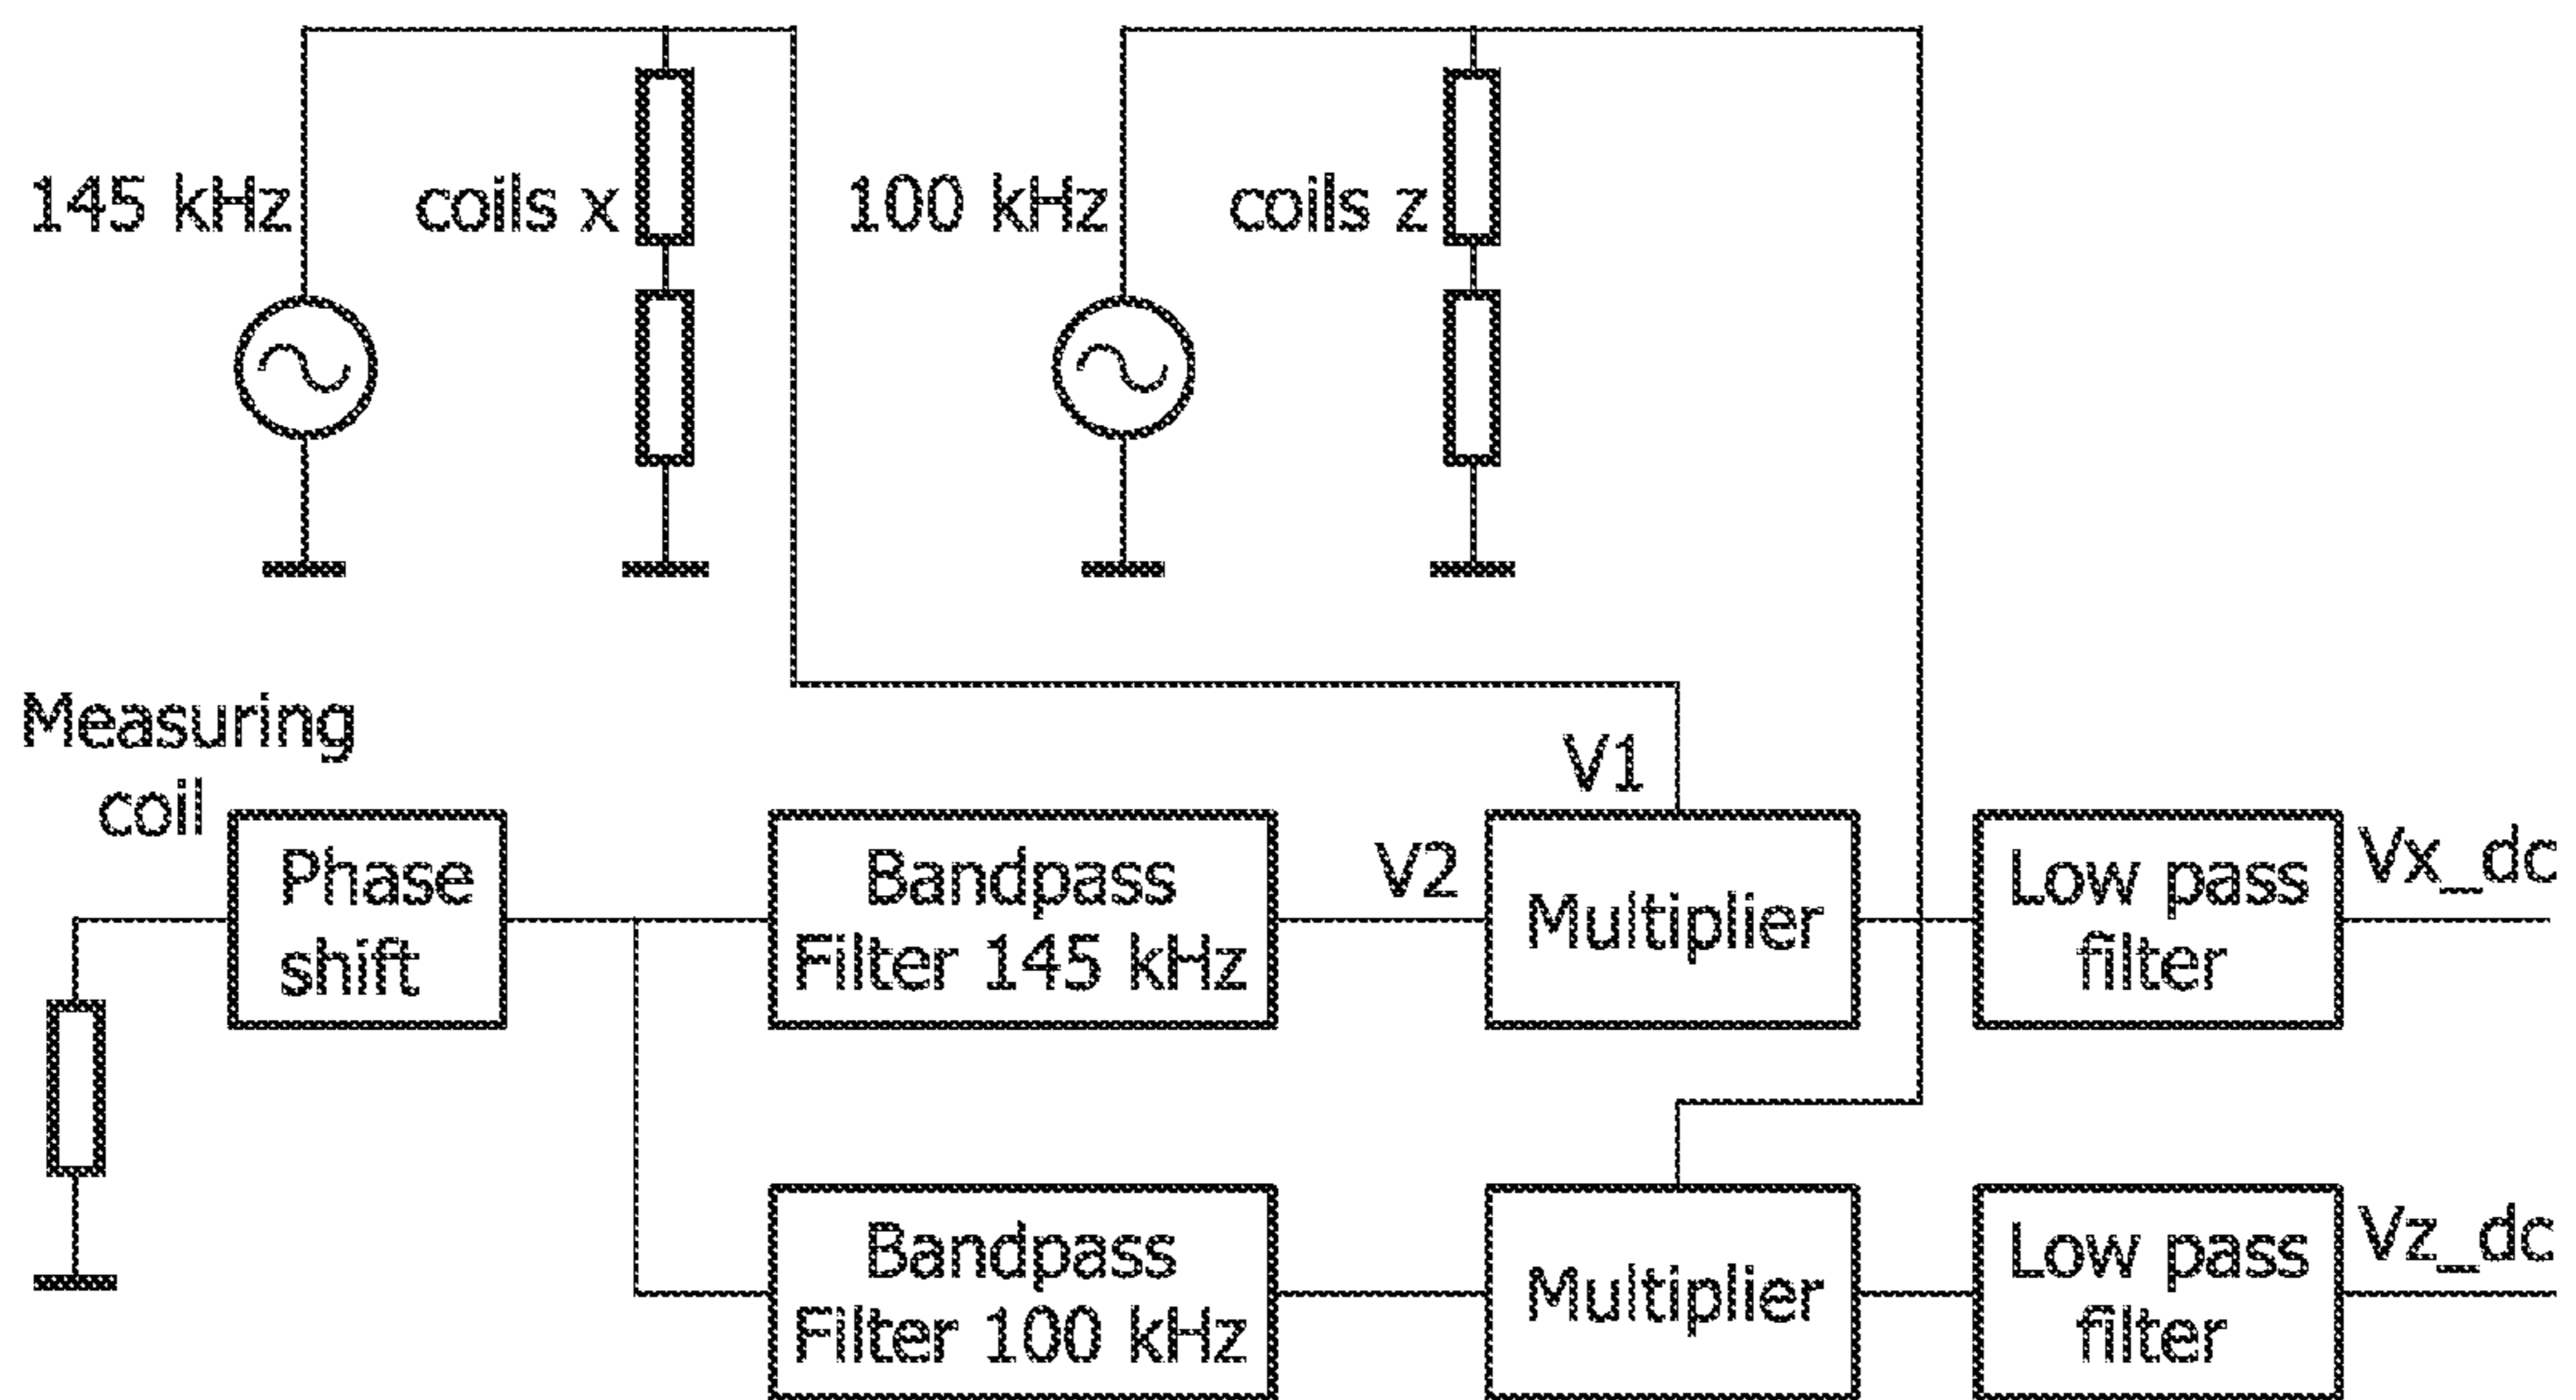 145 kHz
coils x
100 kHz
coils z
Measuring
coil
Phase
shift
Bandpass
Filter 145 kHz
V2
V1
Multiplier
Low pass
filter
Vx_dc
Bandpass
Filter 100 kHz
Multiplier
Low pass
filter
Vz_dc